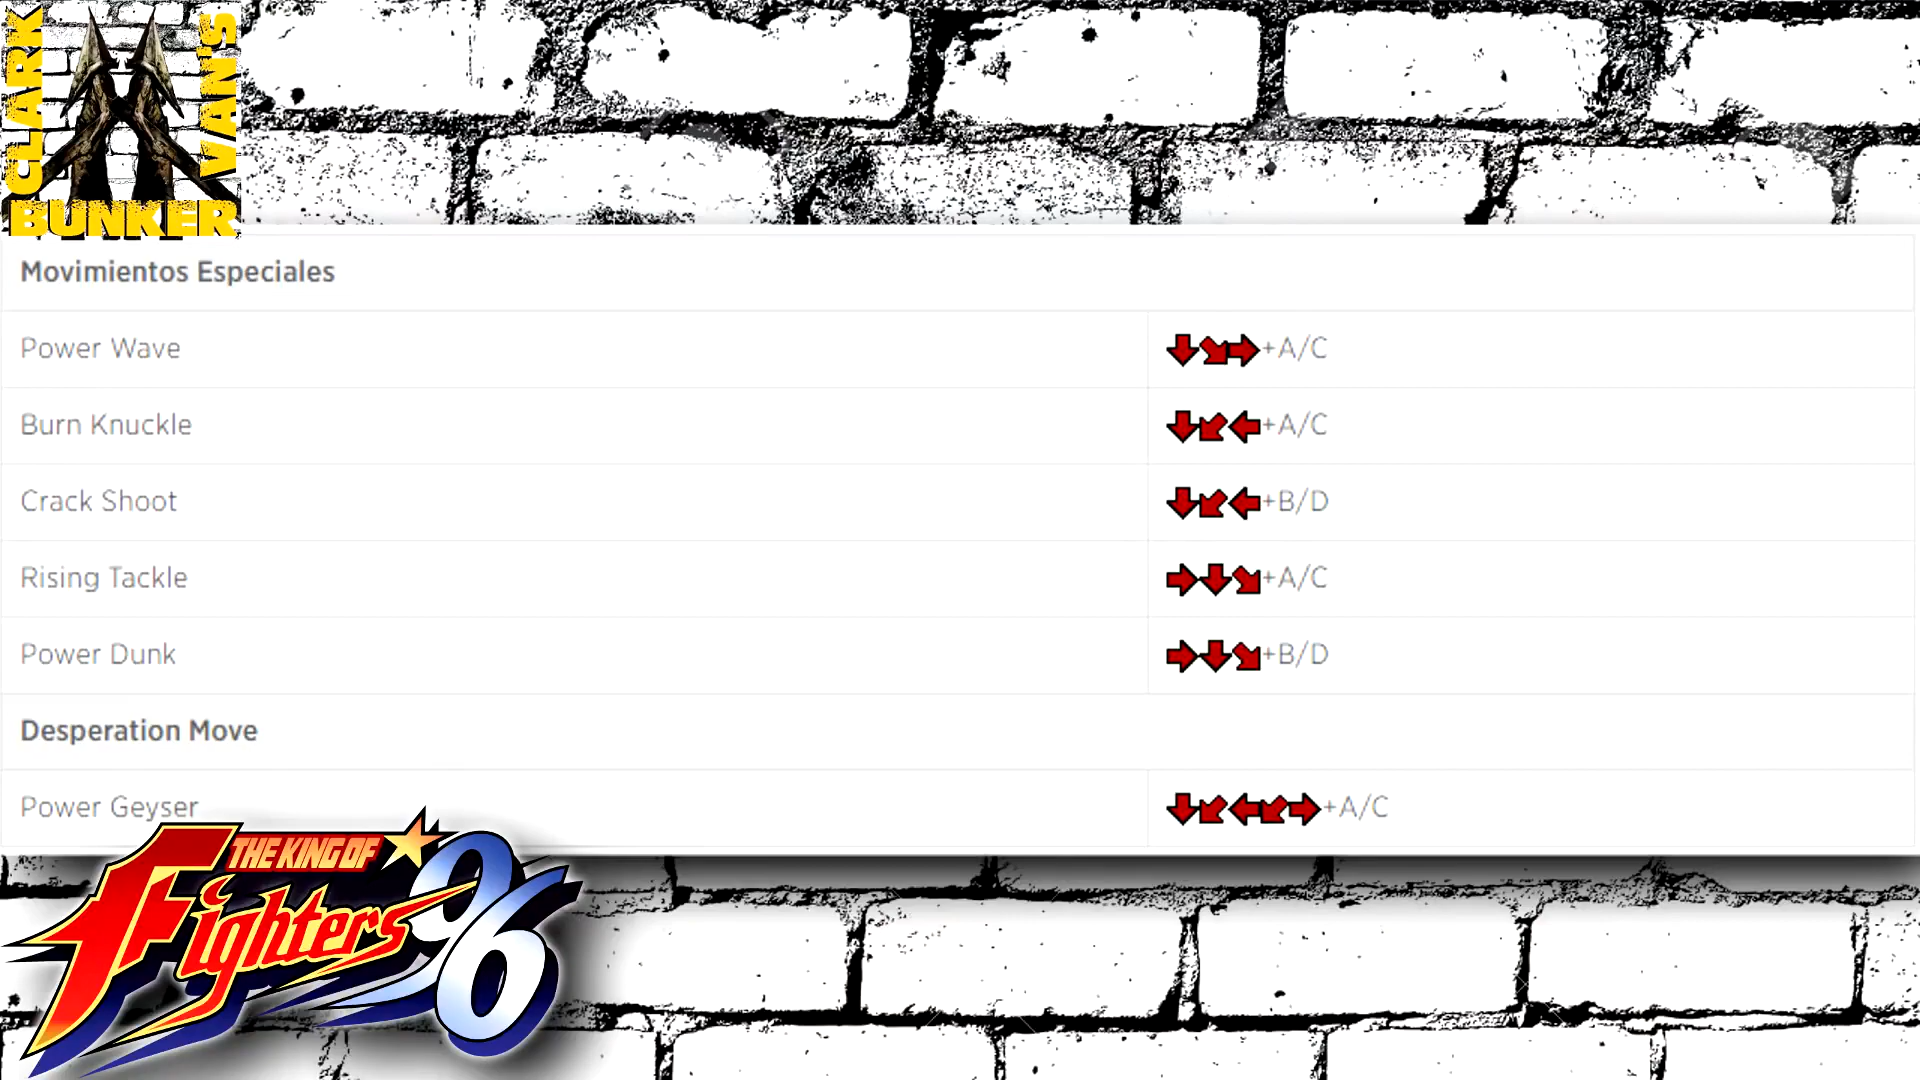 CLARK
VAN'S
BUNKER
Movimientos Especiales
Power Wave ⬇↘➡+A/C
Burn Knuckle ⬇↙⬅+A/C
Crack Shoot ⬇↙⬅+B/D
Rising Tackle ➡⬇↘+A/C
Power Dunk ➡⬇↘+B/D
Desperation Move
Power Geyser ⬇↙⬅↙➡+A/C
THE KING OF
Fighters 96